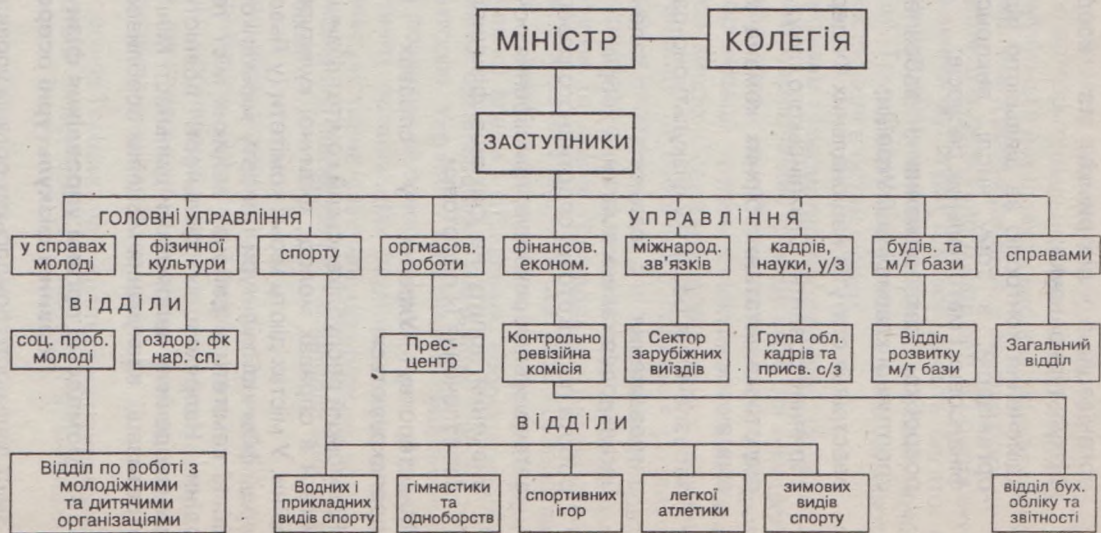 МІНІСТР
КОЛЕГІЯ
ЗАСТУПНИКИ
ГОЛОВНІ УПРАВЛІННЯ
УПРАВЛІННЯ
у справах
молоді
фізичної
культури
спорту
оргмасов.
роботи
фінансов.
економ.
міжнарод.
зв'язків
кадрів,
науки, у/з
будів. та
м/т бази
справами
ВІДДІЛИ
соц. проб.
молоді
оздор. фк
нар. сп.
Прес-
центр
Контрольно
ревізійна
комісія
Сектор
зарубіжних
виїздів
Група обл.
кадрів та
присв. с/з
Відділ
розвитку
м/т бази
Загальний
відділ
ВІДДІЛИ
Відділ по роботі з
молодіжними
та дитячими
організаціями
Водних і
прикладних
видів спорту
гімнастики
та
одноборств
спортивних
ігор
легкої
атлетики
зимових
видів
спорту
відділ бух.
обліку та
звітності